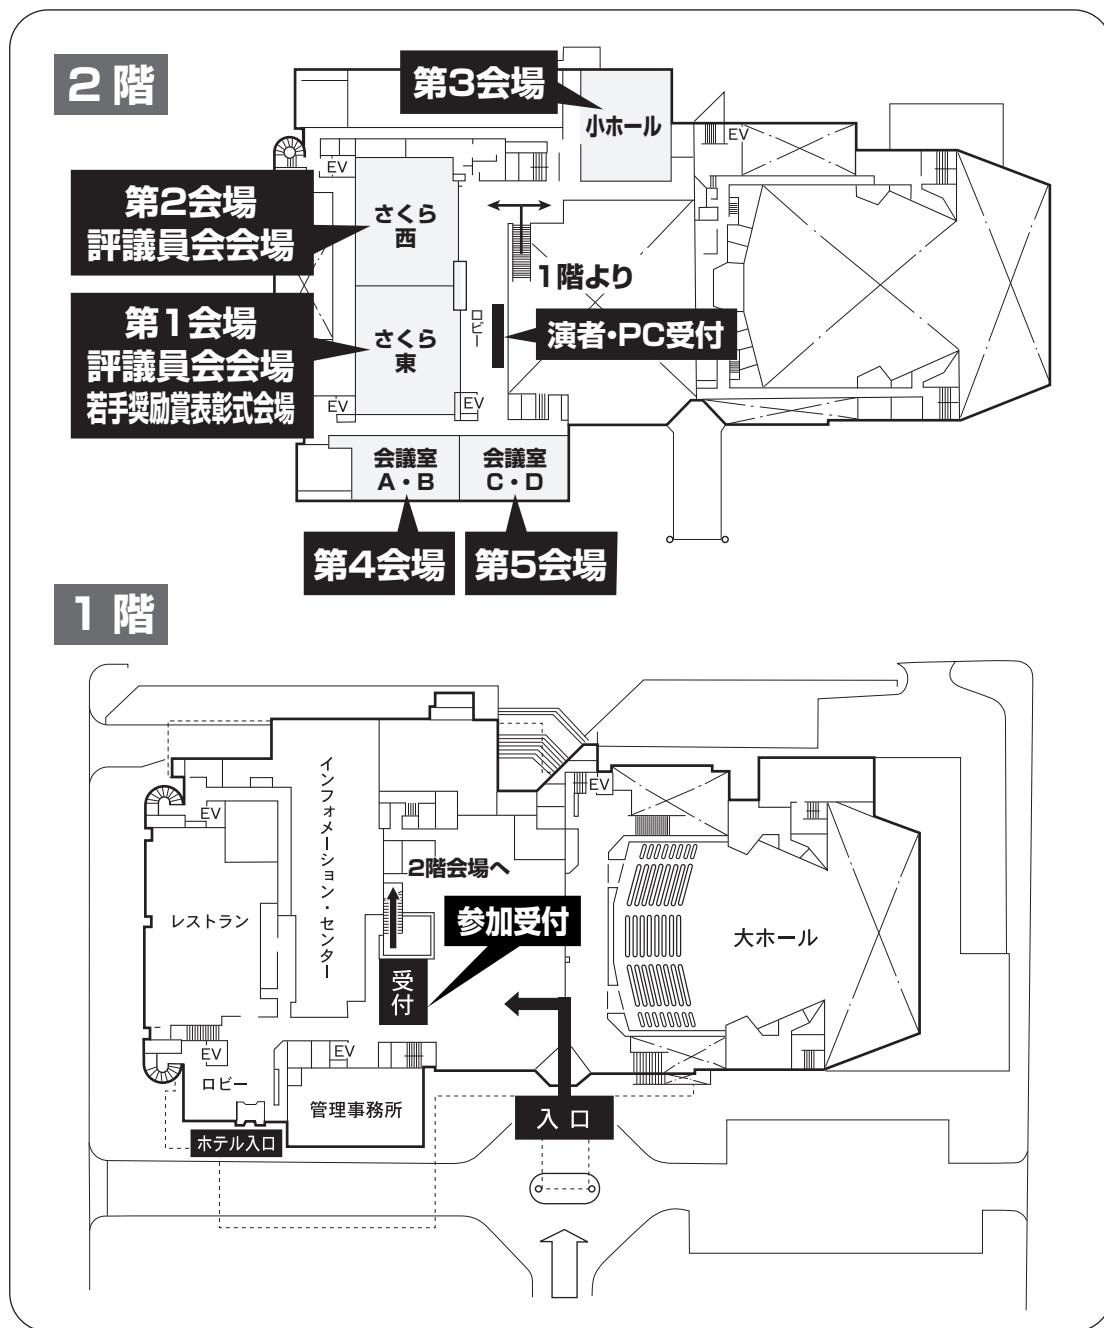 2 階
第3会場
小ホール
EV
EV
第2会場
評議員会会場
さくら
西
1階より
第1会場
評議員会会場
若手奨励賞表彰式会場
さくら
東
ロビー
演者・PC受付
EV
EV
会議室
A・B
会議室
C・D
第4会場
第5会場
1 階
インフォメーション・センター
EV
EV
2階会場へ
レストラン
参加受付
大ホール
受付
EV
EV
ロビー
管理事務所
入 口
ホテル入口